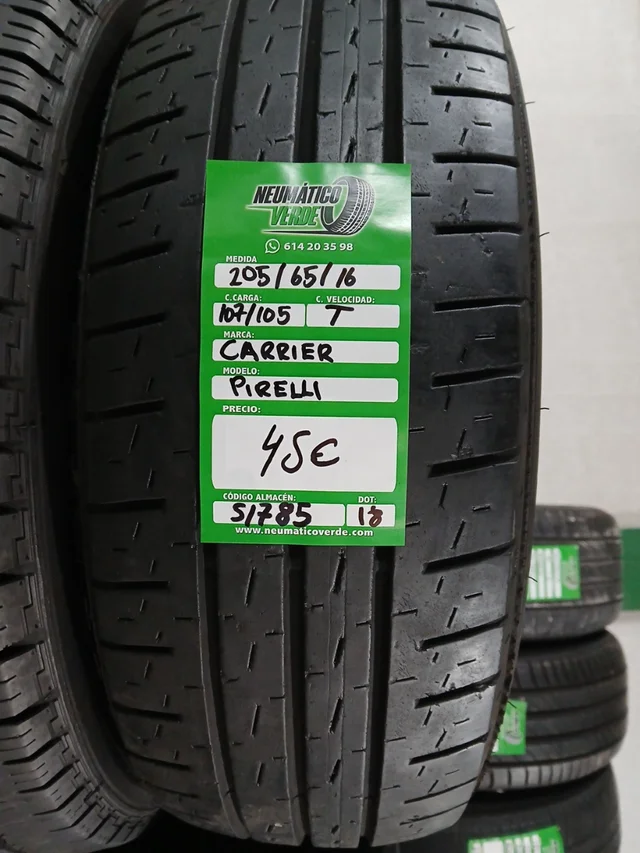 NEUMÁTICO
VERDE
614 20 35 98
MEDIDA
205/65/16
C.CARGA: C. VELOCIDAD:
107/105 T
MARCA:
CARRIER
MODELO:
PIRELLI
PRECIO:
45€
CÓDIGO ALMACÉN: DOT:
S1785 18
www.neumaticoverde.com